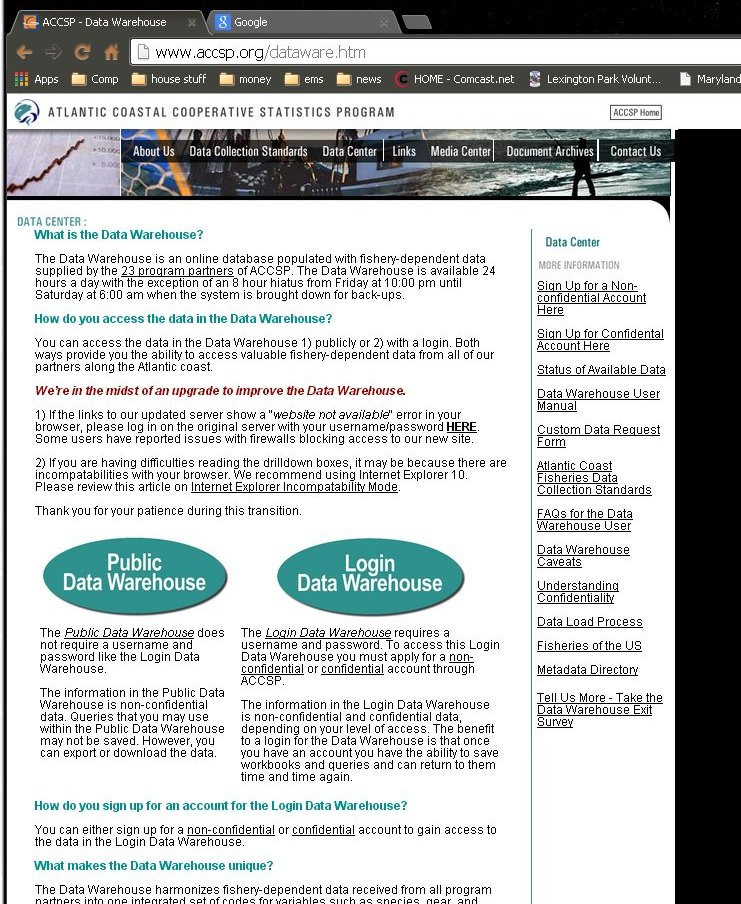 ACCSP - Data Warehouse
Google
www.accsp.org/dataware.htm
Apps Comp house stuff money ems news HOME - Comcast.net Lexington Park Volunt... Maryland
ATLANTIC COASTAL COOPERATIVE STATISTICS PROGRAM
ACCSP Home
About Us Data Collection Standards Data Center Links Media Center Document Archives Contact Us
DATA CENTER :
What is the Data Warehouse?
The Data Warehouse is an online database populated with fishery-dependent data
supplied by the 23 program partners of ACCSP. The Data Warehouse is available 24
hours a day with the exception of an 8 hour hiatus from Friday at 10:00 pm until
Saturday at 6:00 am when the system is brought down for back-ups.
How do you access the data in the Data Warehouse?
You can access the data in the Data Warehouse 1) publicly or 2) with a login. Both
ways provide you the ability to access valuable fishery-dependent data from all of our
partners along the Atlantic coast.
We're in the midst of an upgrade to improve the Data Warehouse.
1) If the links to our updated server show a "website not available" error in your
browser, please log in on the original server with your username/password HERE.
Some users have reported issues with firewalls blocking access to our new site.
2) If you are having difficulties reading the drilldown boxes, it may be because there are
incompatabilities with your browser. We recommend using Internet Explorer 10.
Please review this article on Internet Explorer Incompatability Mode.
Thank you for your patience during this transition.
Public
Data Warehouse
The Public Data Warehouse does
not require a username and
password like the Login Data
Warehouse.
The information in the Public Data
Warehouse is non-confidential
data. Queries that you may use
within the Public Data Warehouse
may not be saved. However, you
can export or download the data.
Login
Data Warehouse
The Login Data Warehouse requires a
username and password. To access this Login
Data Warehouse you must apply for a non-
confidential or confidential account through
ACCSP.
The information in the Login Data Warehouse
is non-confidential and confidential data,
depending on your level of access. The benefit
to a login for the Data Warehouse is that once
you have an account you have the ability to save
workbooks and queries and can return to them
time and time again.
How do you sign up for an account for the Login Data Warehouse?
You can either sign up for a non-confidential or confidential account to gain access to
the data in the Login Data Warehouse.
What makes the Data Warehouse unique?
The Data Warehouse harmonizes fishery-dependent data received from all program
partners into one integrated set of codes for variables such as species, gear, and
Data Center
MORE INFORMATION
Sign Up for a Non-
confidential Account
Here
Sign Up for Confidental
Account Here
Status of Available Data
Data Warehouse User
Manual
Custom Data Request
Form
Atlantic Coast
Fisheries Data
Collection Standards
FAQs for the Data
Warehouse User
Data Warehouse
Caveats
Understanding
Confidentiality
Data Load Process
Fisheries of the US
Metadata Directory
Tell Us More - Take the
Data Warehouse Exit
Survey